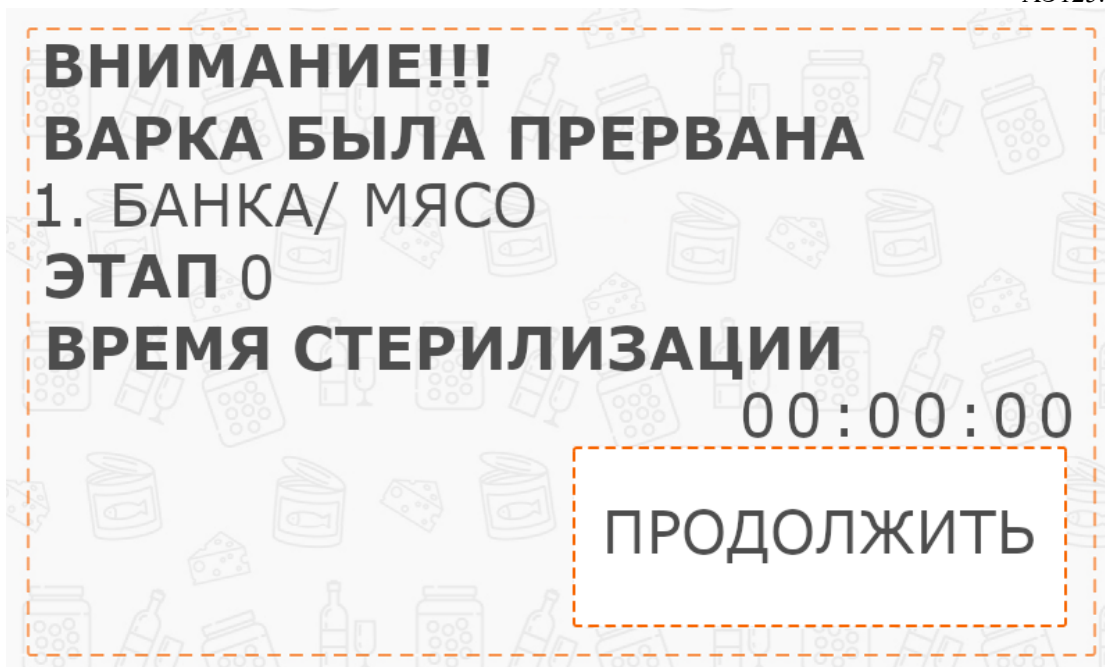 ВНИМАНИЕ!!!
ВАРКА БЫЛА ПРЕРВАНА
1. БАНКА/ МЯСО
ЭТАП 0
ВРЕМЯ СТЕРИЛИЗАЦИИ
00:00:00
ПРОДОЛЖИТЬ